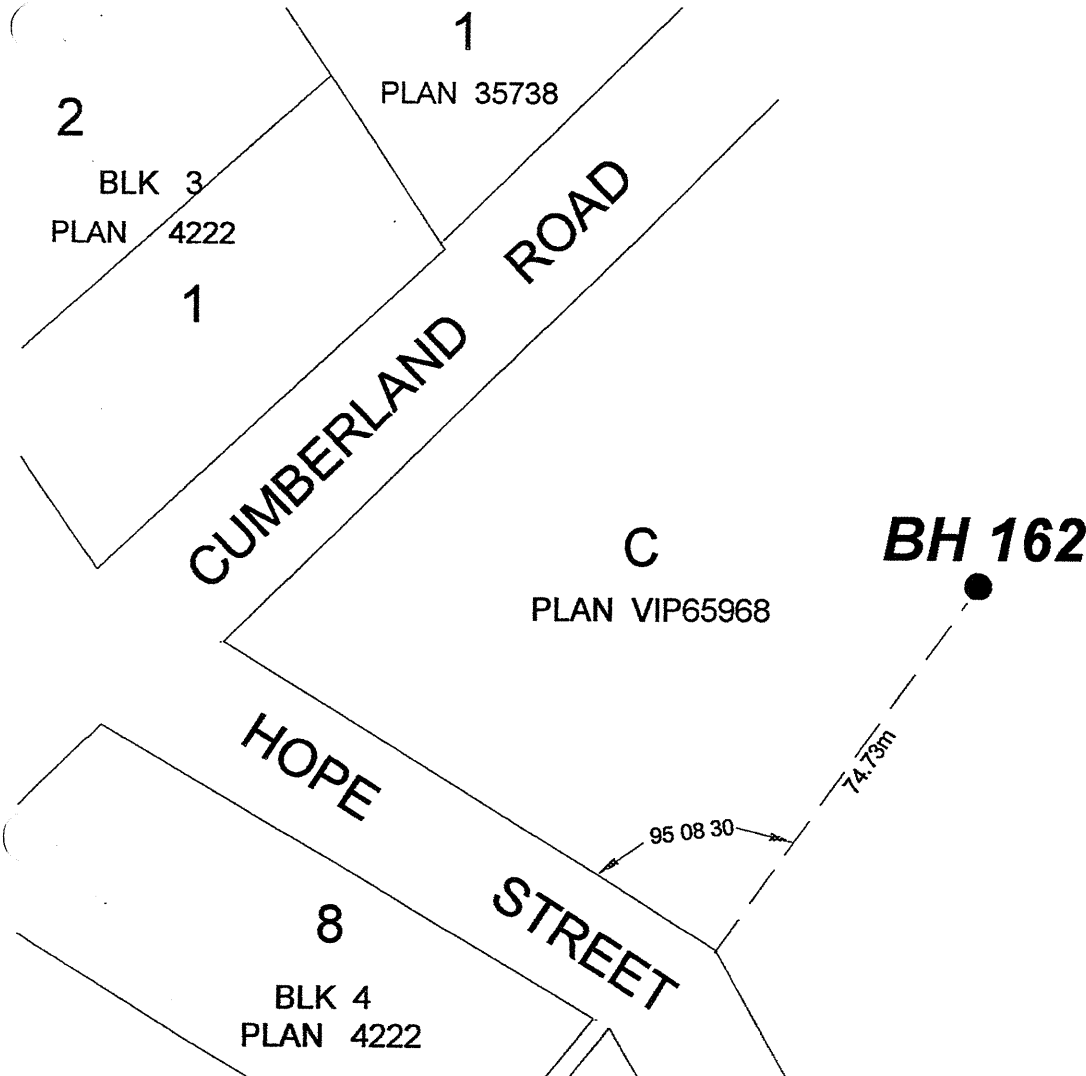 1
PLAN 35738
2
BLK 3
PLAN 4222
1
CUMBERLAND ROAD
C
PLAN VIP65968
BH 162
74.73m
95 08 30
HOPE STREET
8
BLK 4
PLAN 4222